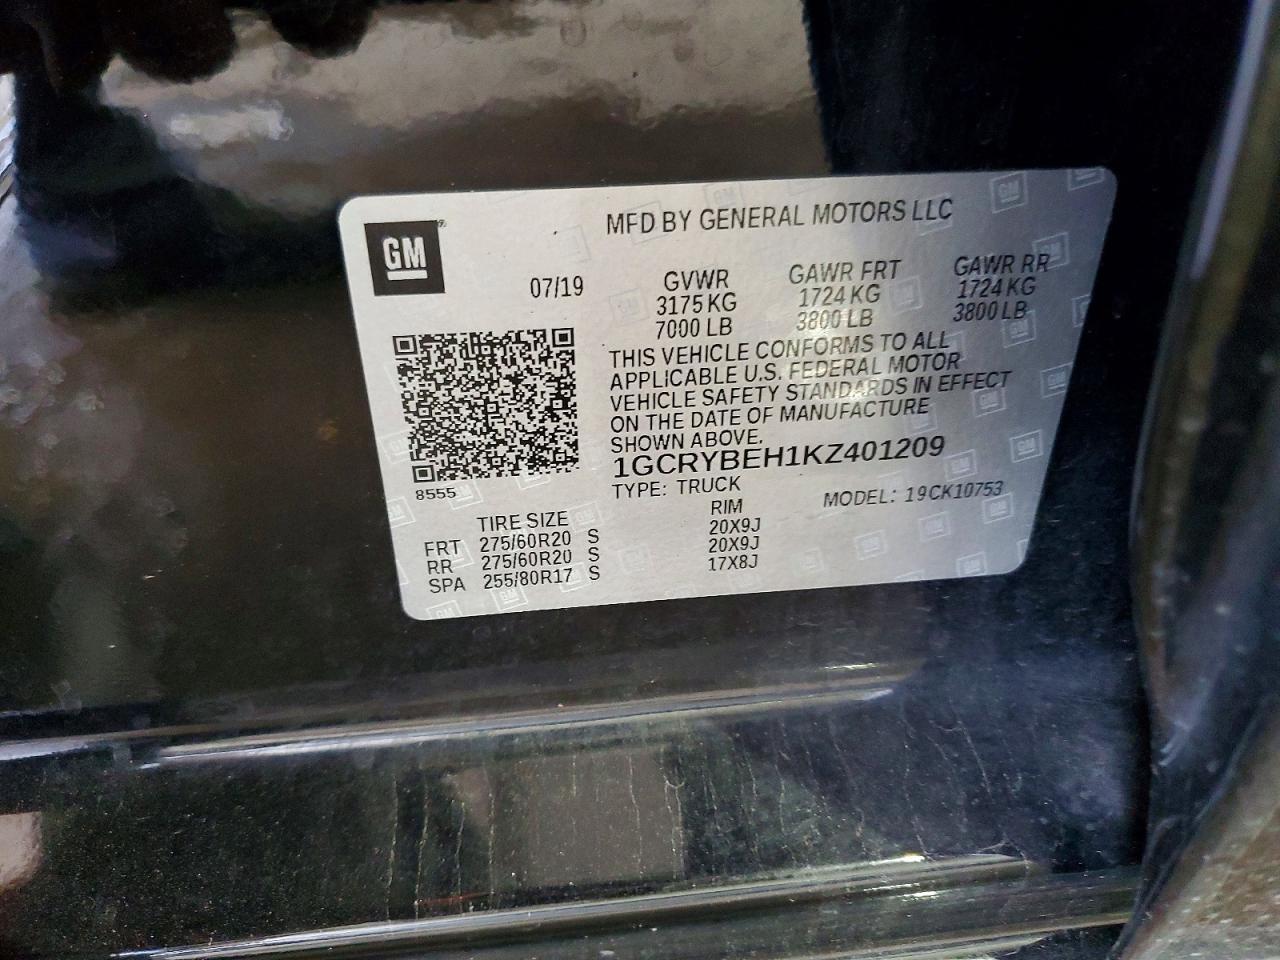 GM
MFD BY GENERAL MOTORS LLC
07/19
GVWR GAWR FRT GAWR RR
3175 KG 1724 KG 1724 KG
7000 LB 3800 LB 3800 LB
THIS VEHICLE CONFORMS TO ALL
APPLICABLE U.S. FEDERAL MOTOR
VEHICLE SAFETY STANDARDS IN EFFECT
ON THE DATE OF MANUFACTURE
SHOWN ABOVE.
1GCRYBEH1KZ401209
8555
TYPE: TRUCK MODEL: 19CK10753
TIRE SIZE RIM
FRT 275/60R20 S 20X9J
RR 275/60R20 S 20X9J
SPA 255/80R17 S 17X8J